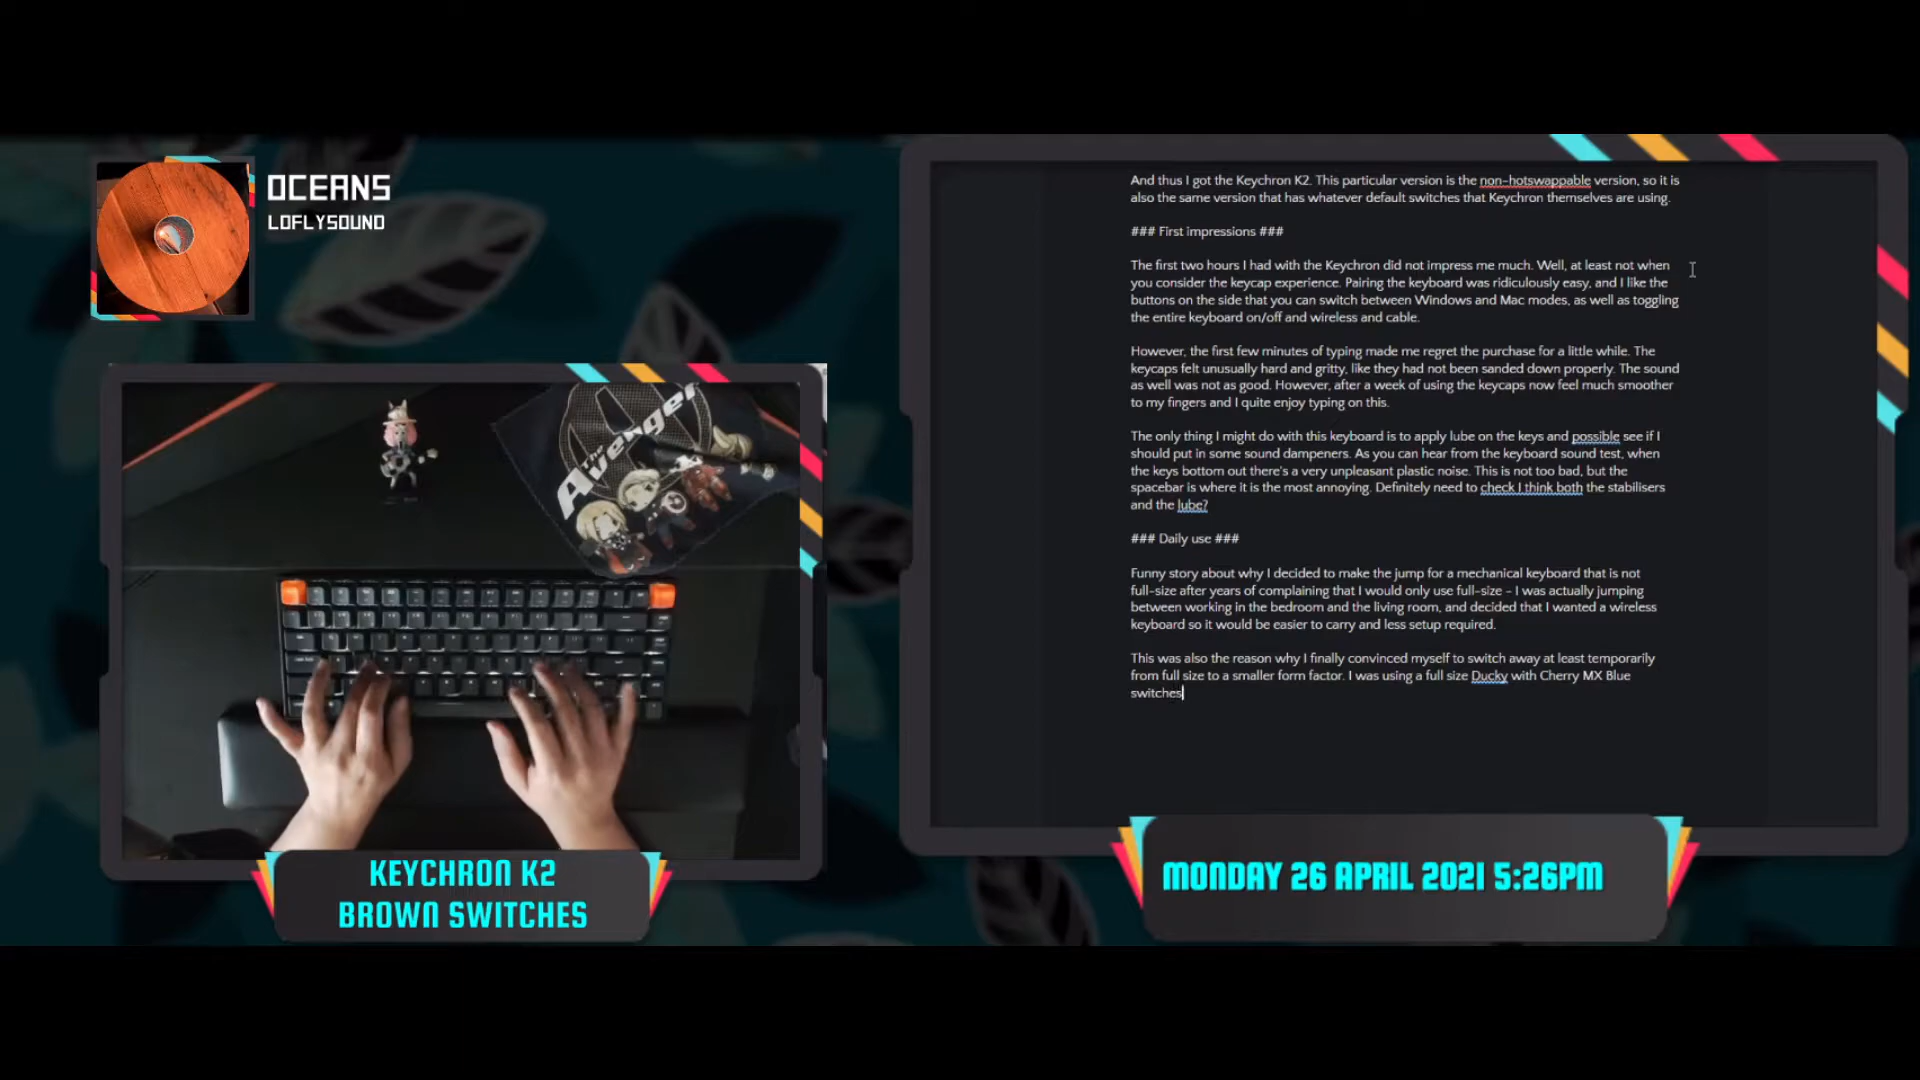 OCEANS
LOFLYSOUND
The
Avenger
KEYCHRON K2
BROWN SWITCHES
And thus I got the Keychron K2. This particular version is the non-hotswappable version, so it is
also the same version that has whatever default switches that Keychron themselves are using.
### First impressions ###
The first two hours I had with the Keychron did not impress me much. Well, at least not when
you consider the keycap experience. Pairing the keyboard was ridiculously easy, and I like the
buttons on the side that you can switch between Windows and Mac modes, as well as toggling
the entire keyboard on/off and wireless and cable.
However, the first few minutes of typing made me regret the purchase for a little while. The
keycaps felt unusually hard and gritty, like they had not been sanded down properly. The sound
as well was not as good. However, after a week of using the keycaps now feel much smoother
to my fingers and I quite enjoy typing on this.
The only thing I might do with this keyboard is to apply lube on the keys and possible see if I
should put in some sound dampeners. As you can hear from the keyboard sound test, when
the keys bottom out there's a very unpleasant plastic noise. This is not too bad, but the
spacebar is where it is the most annoying. Definitely need to check I think both the stabilisers
and the lube?
### Daily use ###
Funny story about why I decided to make the jump for a mechanical keyboard that is not
full-size after years of complaining that I would only use full-size - I was actually jumping
between working in the bedroom and the living room, and decided that I wanted a wireless
keyboard so it would be easier to carry and less setup required.
This was also the reason why I finally convinced myself to switch away at least temporarily
from full size to a smaller form factor. I was using a full size Ducky with Cherry MX Blue
switches
MONDAY 26 APRIL 2021 5:26PM